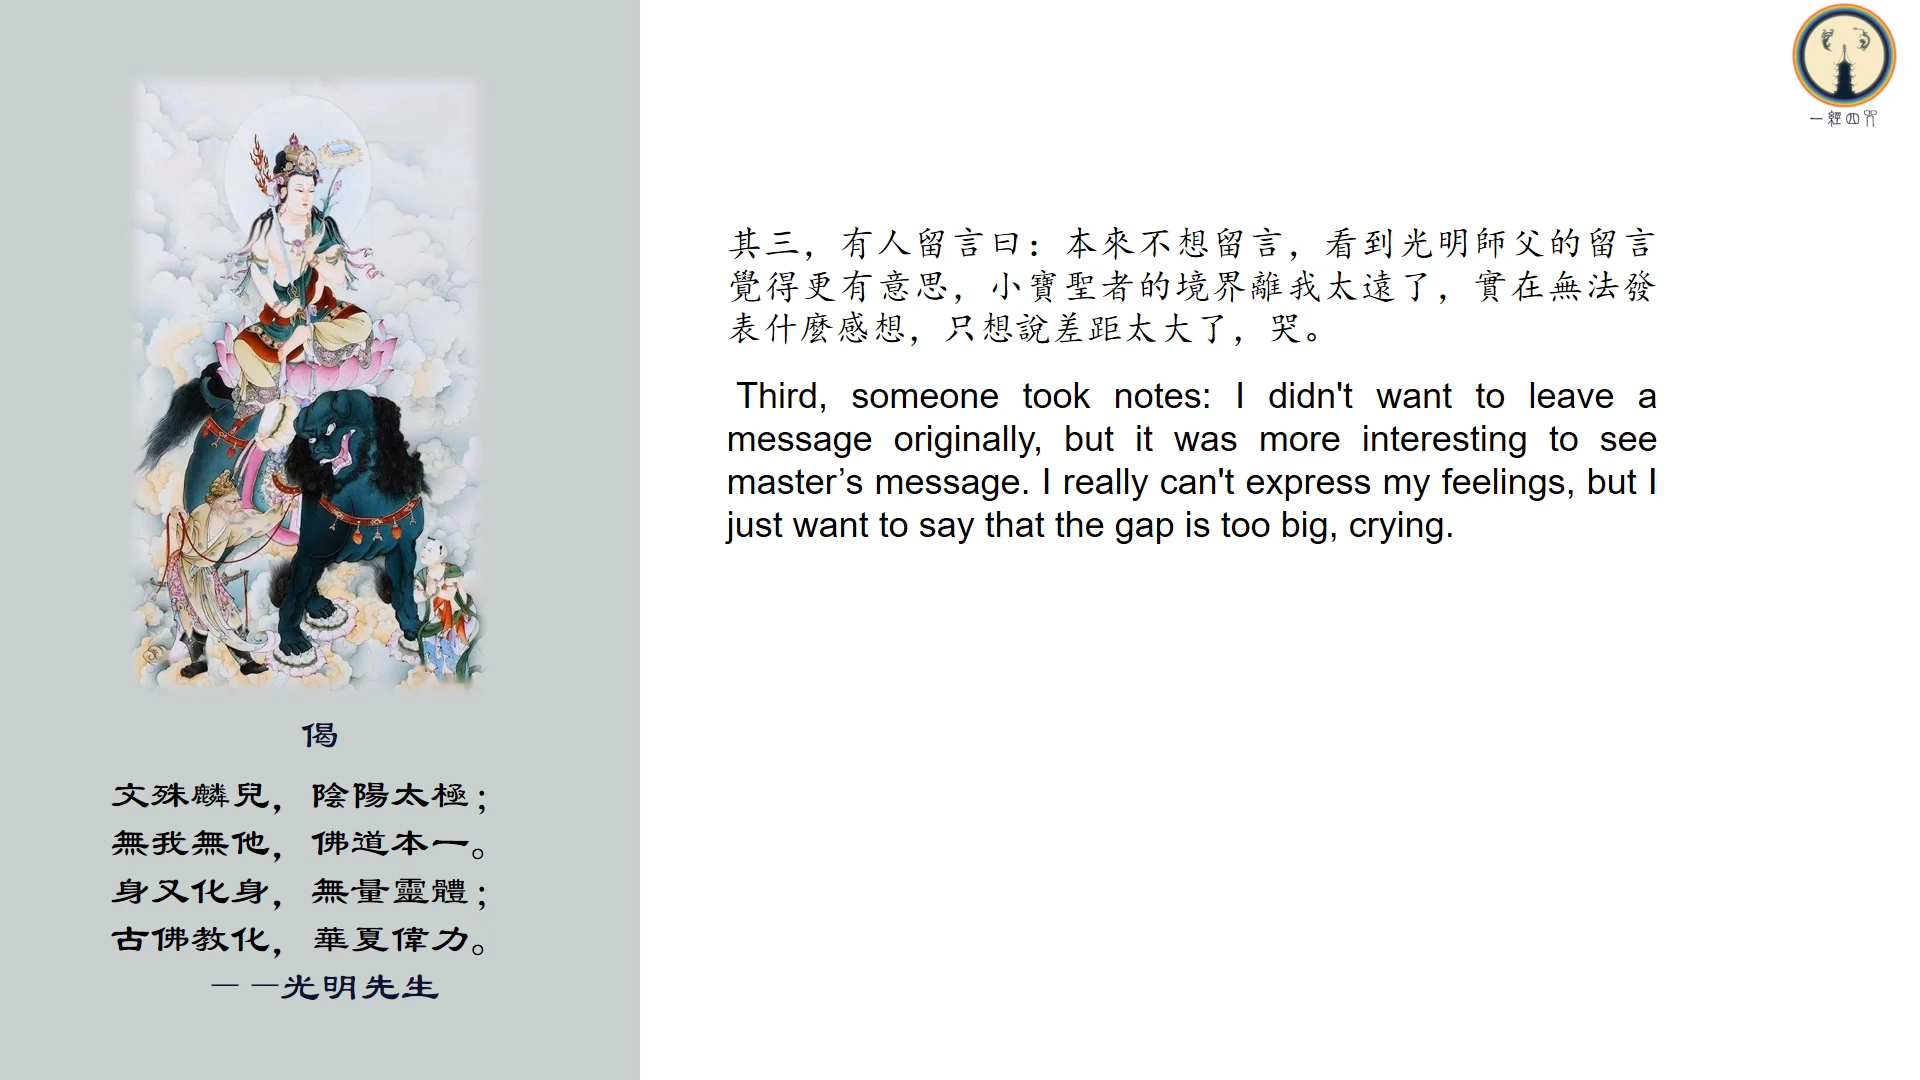 一經四咒
其三，有人留言曰：本來不想留言，看到光明師父的留言
覺得更有意思，小寶聖者的境界離我太遠了，實在無法發
表什麼感想，只想說差距太大了，哭。
Third, someone took notes: I didn't want to leave a
message originally, but it was more interesting to see
master’s message. I really can't express my feelings, but I
just want to say that the gap is too big, crying.
偈
文殊麟兒，陰陽太極；
無我無他，佛道本一。
身又化身，無量靈體；
古佛教化，華夏偉力。
— —光明先生